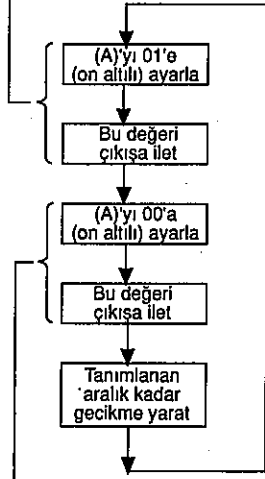 (A)'yı 01'e
(on altılı) ayarla
Bu değeri
çıkışa ilet
(A)'yı 00'a
(on altılı) ayarla
Bu değeri
çıkışa ilet
Tanımlanan
aralık kadar
gecikme yarat